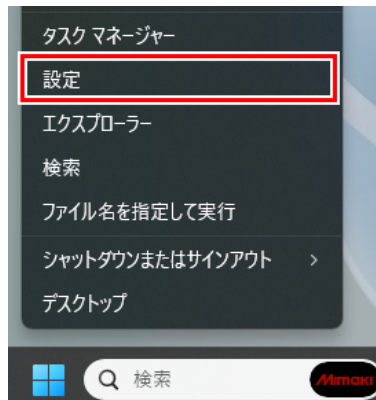 タスク マネージャー
設定
エクスプローラー
検索
ファイル名を指定して実行
シャットダウンまたはサインアウト
デスクトップ
検索
Mimaki